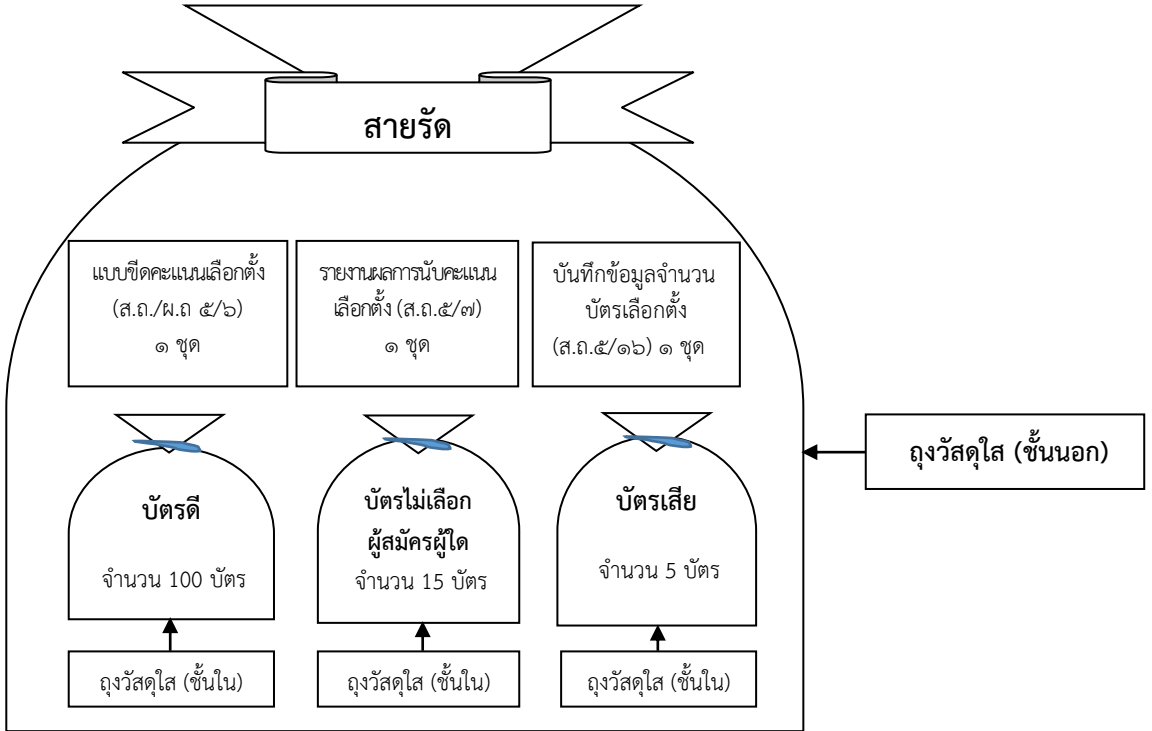 สายรัด
แบบขีดคะแนนเลือกตั้ง
(ส.ถ./ผ.ถ ๕/๖)
๑ ชุด
รายงานผลการนับคะแนน
เลือกตั้ง (ส.ถ.๕/๗)
๑ ชุด
บันทึกข้อมูลจำนวน
บัตรเลือกตั้ง
(ส.ถ.๕/๑๖) ๑ ชุด
ถุงวัสดุใส (ชั้นนอก)
บัตรดี
จำนวน 100 บัตร
บัตรไม่เลือก
ผู้สมัครผู้ใด
จำนวน 15 บัตร
บัตรเสีย
จำนวน 5 บัตร
ถุงวัสดุใส (ชั้นใน)
ถุงวัสดุใส (ชั้นใน)
ถุงวัสดุใส (ชั้นใน)